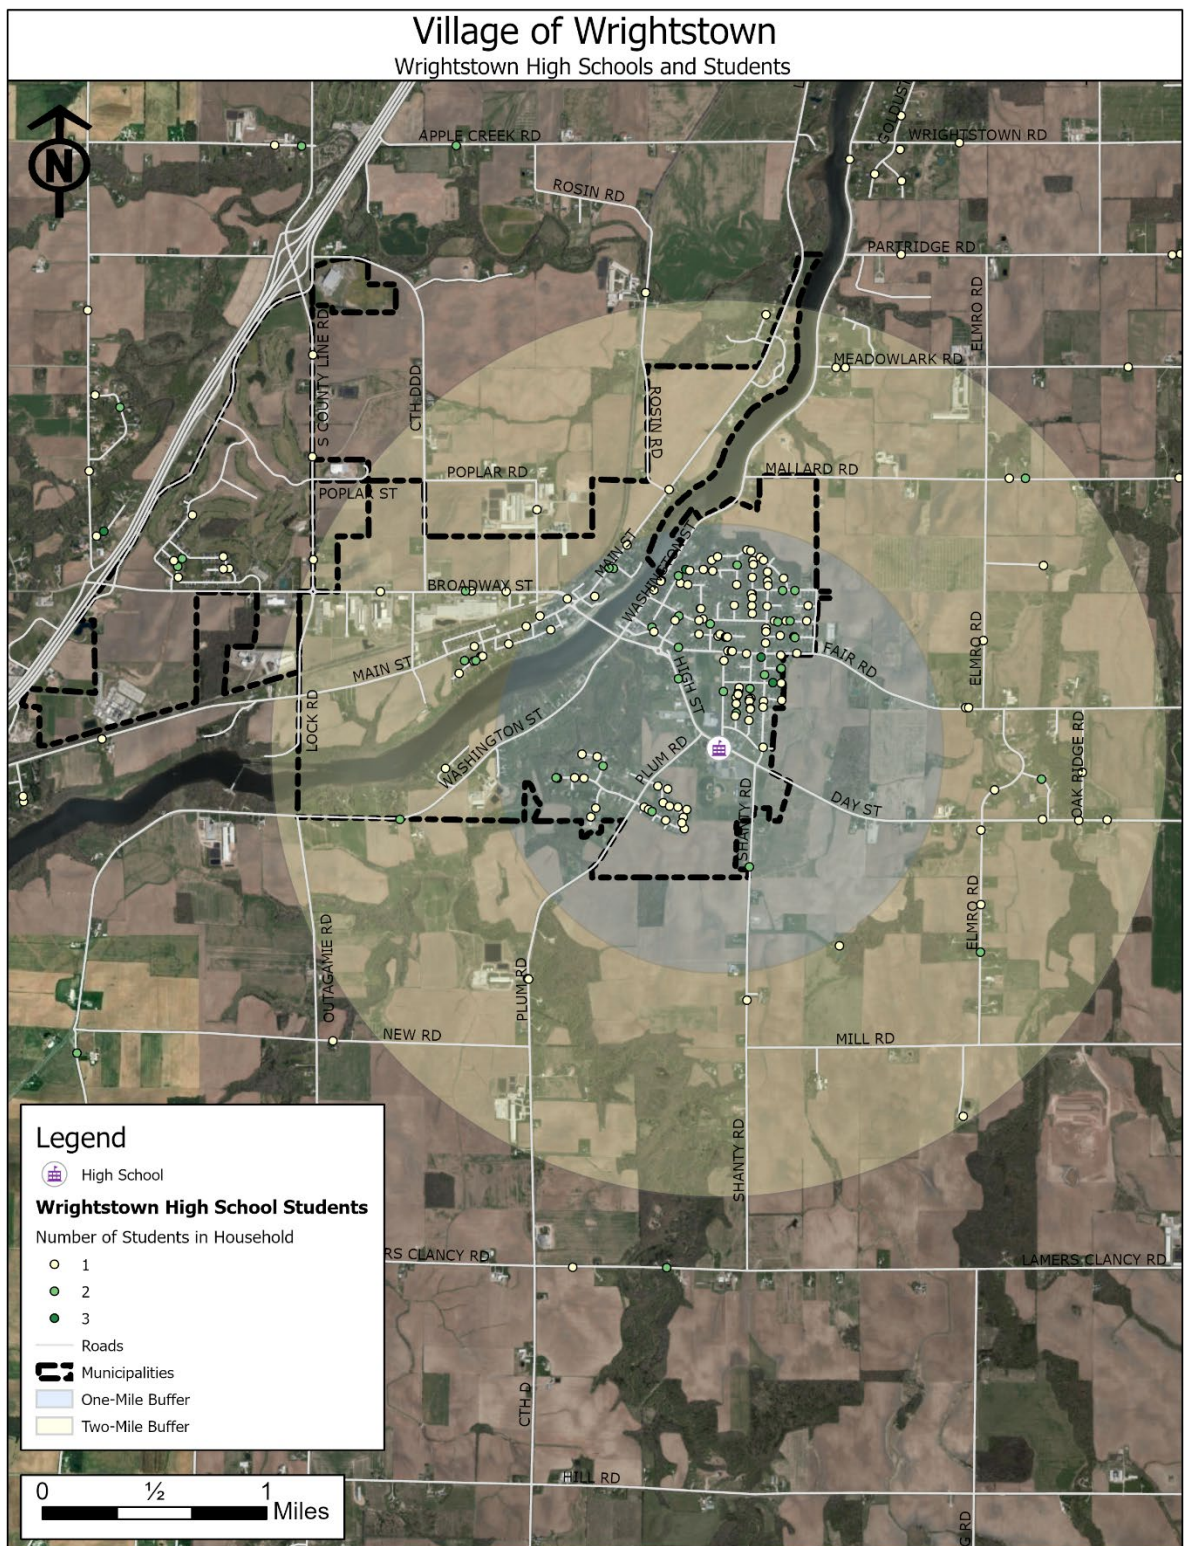 Village of Wrightstown
Wrightstown High Schools and Students
N
APPLE CREEK RD
WRIGHTSTOWN RD
ROSIN RD
PARTRIDGE RD
S COUNTY LINE RD
CTH DDDD
ROSIN RD
ELMRO RD
MEADOWLARK RD
POPLAR RD
MALLARD RD
POPLAR ST
MAIN ST
WASHINGTON ST
BROADWAY ST
MAIN ST
HIGH ST
FAIR RD
ELMRO RD
LOCK RD
WASHINGTON ST
PLUM RD
SHANTY RD
DAY ST
OAK RIDGE RD
OUTAGAMIE RD
PLUM RD
ELMRO RD
NEW RD
MILL RD
SHANTY RD
RS CLANCY RD
LAMERS CLANCY RD
CTH D
HILL RD
G RD
Legend
High School
Wrightstown High School Students
Number of Students in Household
1
2
3
Roads
Municipalities
One-Mile Buffer
Two-Mile Buffer
0 ½ 1
Miles